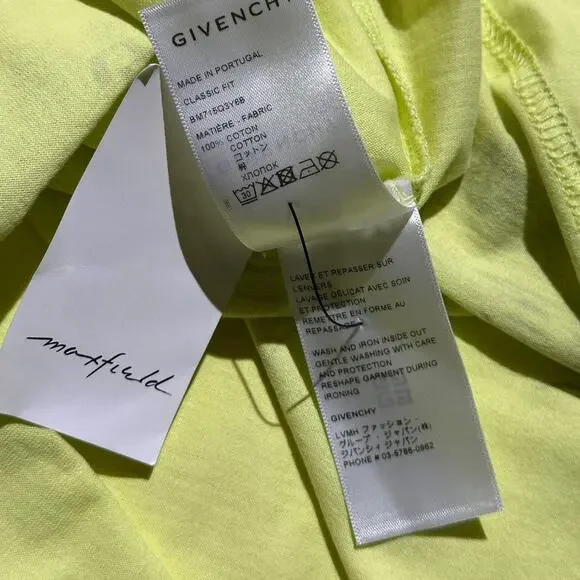 GIVENCHY
MADE IN PORTUGAL
CLASSIC FIT
BM715Q3Y6B
MATIÈRE - FABRIC
100% COTON
COTTON
コットン
棉
ХЛОПОК
30
maxfield
LAVER ET REPASSER SUR
L'ENVERS
LAVAGE DÉLICAT AVEC SOIN
ET PROTECTION
REMETTRE EN FORME AU
REPASSAGE
WASH AND IRON INSIDE OUT
GENTLE WASHING WITH CARE
AND PROTECTION
RESHAPE GARMENT DURING
IRONING
GIVENCHY
LVMH ファッション・
グループ・ジャパン(株)
ジバンシィ ジャパン
PHONE # 03-5786-0962